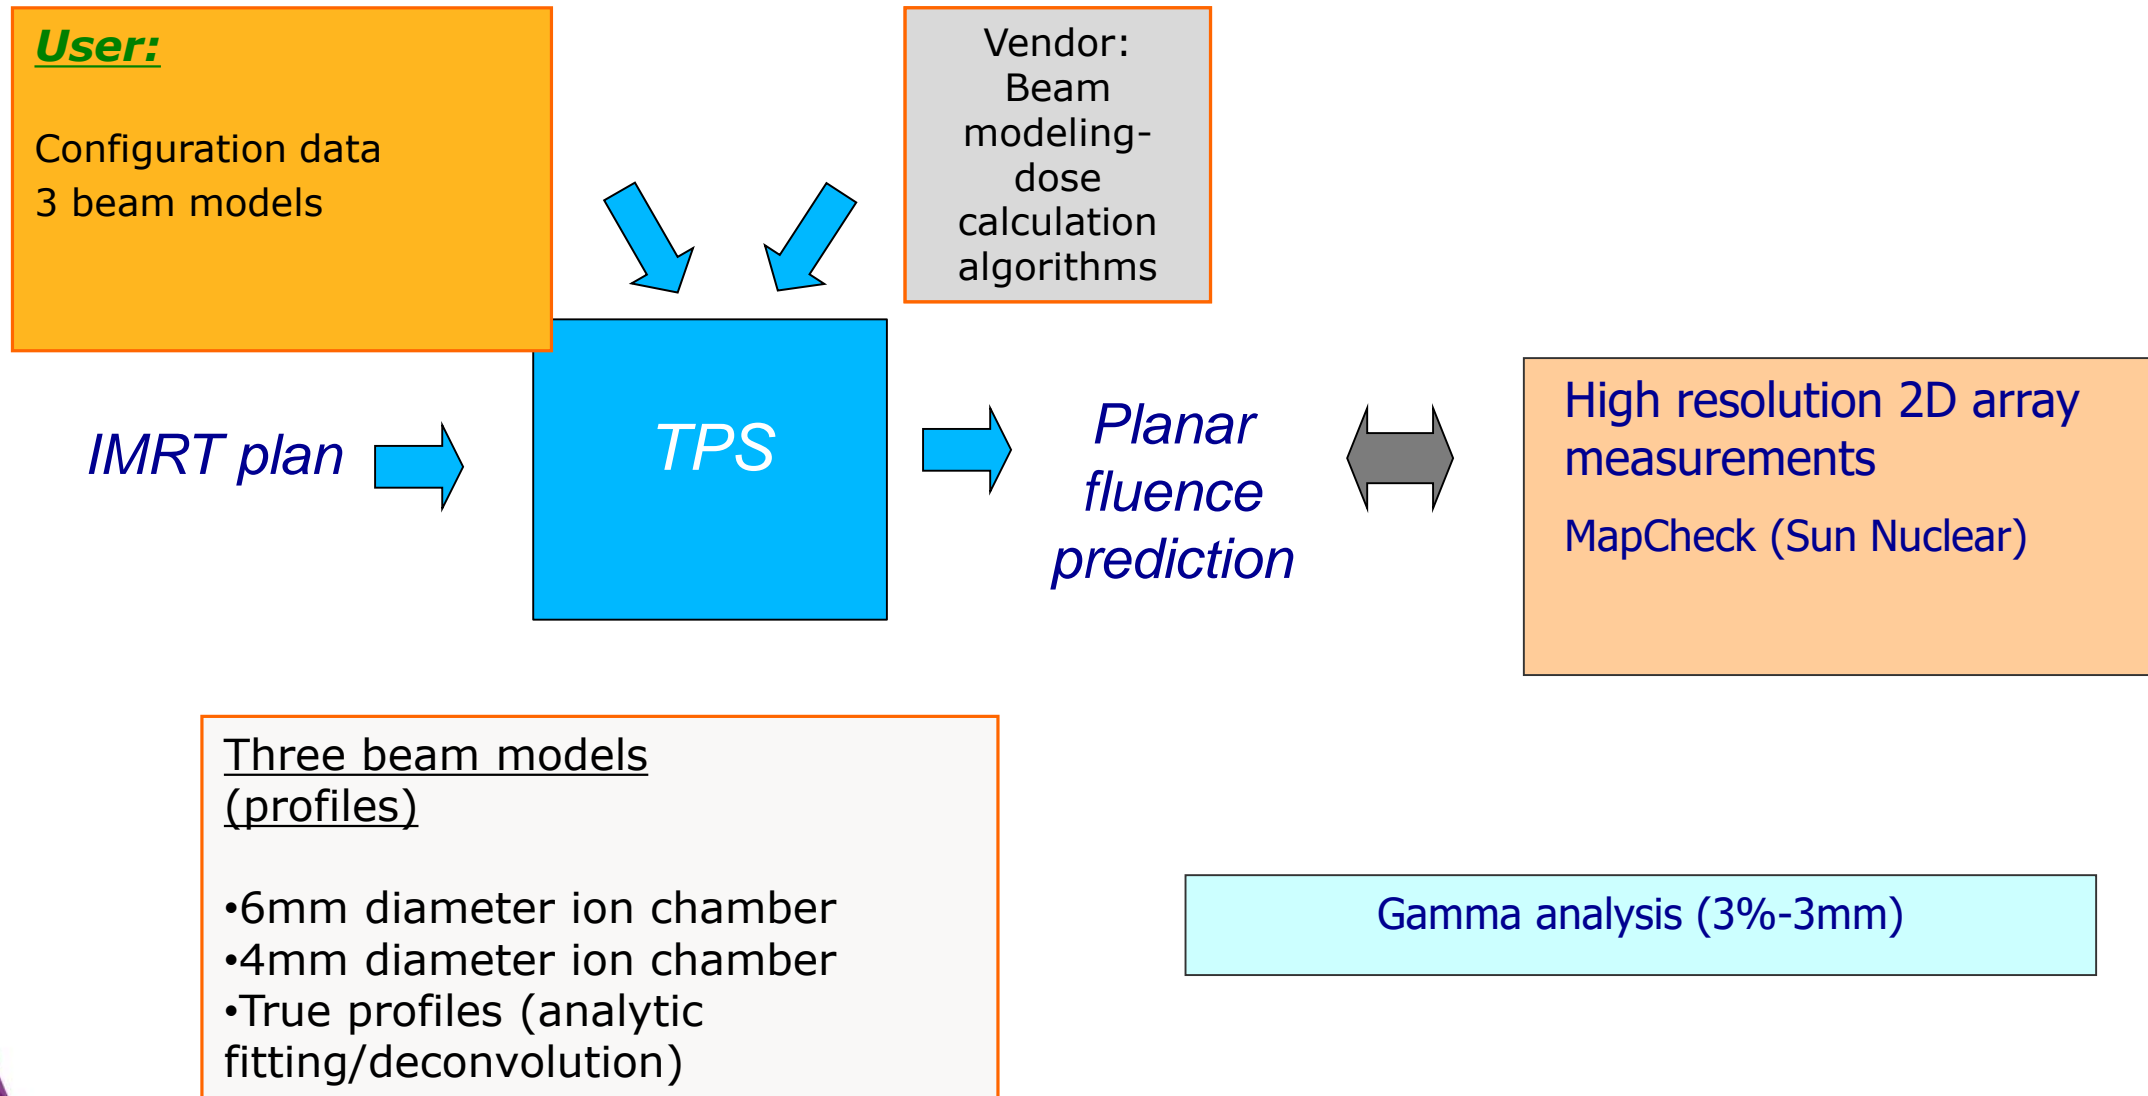 User:
Configuration data
3 beam models
Vendor:
Beam
modeling-
dose
calculation
algorithms
IMRT plan
TPS
Planar
fluence
prediction
High resolution 2D array
measurements
MapCheck (Sun Nuclear)
Three beam models
(profiles)
•6mm diameter ion chamber
•4mm diameter ion chamber
•True profiles (analytic
fitting/deconvolution)
Gamma analysis (3%-3mm)